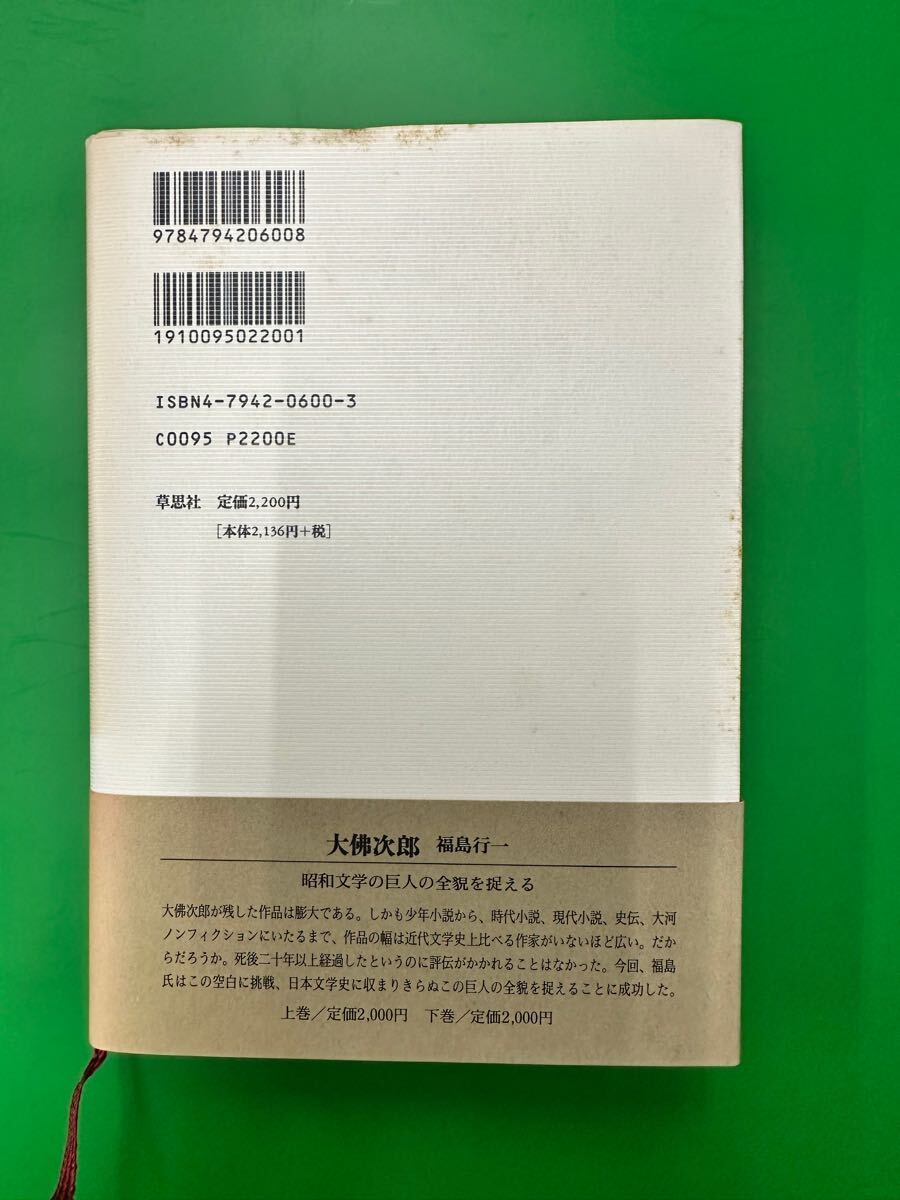 9784794206008
1910095022001
ISBN4-7942-0600-3
C0095 P2200E
草思社 定価2,200円
[本体2,136円+税]
大佛次郎 福島行一
昭和文学の巨人の全貌を捉える
大佛次郎が残した作品は膨大である。しかも少年小説から、時代小説、現代小説、史伝、大河
ノンフィクションにいたるまで、作品の幅は近代文学史上比べる作家がいないほど広い。だか
らだろうか。死後二十年以上経過したというのに評伝がかかれることはなかった。今回、福島
氏はこの空白に挑戦、日本文学史に収まりきらぬこの巨人の全貌を捉えることに成功した。
上巻/定価2,000円 下巻/定価2,000円